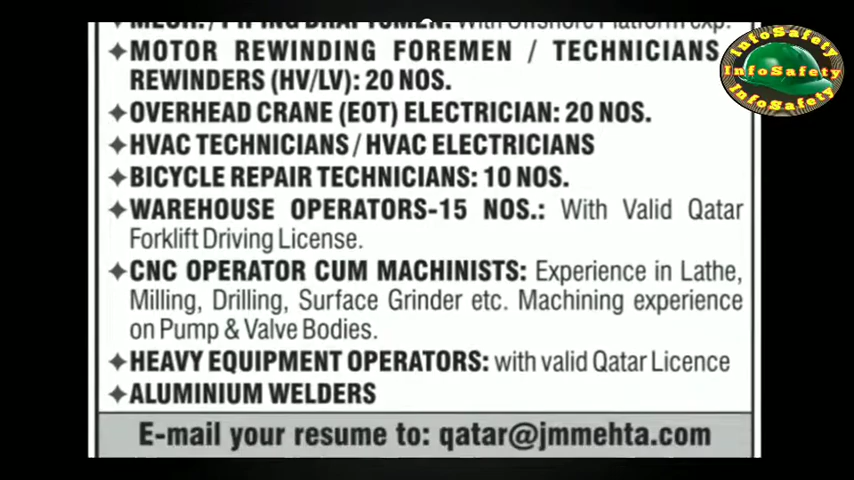 MOTOR REWINDING FOREMEN / TECHNICIANS
REWINDERS (HV/LV): 20 NOS.
OVERHEAD CRANE (EOT) ELECTRICIAN: 20 NOS.
HVAC TECHNICIANS / HVAC ELECTRICIANS
BICYCLE REPAIR TECHNICIANS: 10 NOS.
WAREHOUSE OPERATORS-15 NOS.: With Valid Qatar
Forklift Driving License.
CNC OPERATOR CUM MACHINISTS: Experience in Lathe,
Milling, Drilling, Surface Grinder etc. Machining experience
on Pump & Valve Bodies.
HEAVY EQUIPMENT OPERATORS: with valid Qatar Licence
ALUMINIUM WELDERS
E-mail your resume to: qatar@jmmehta.com
InfoSafety
InfoSafety
InfoSafety